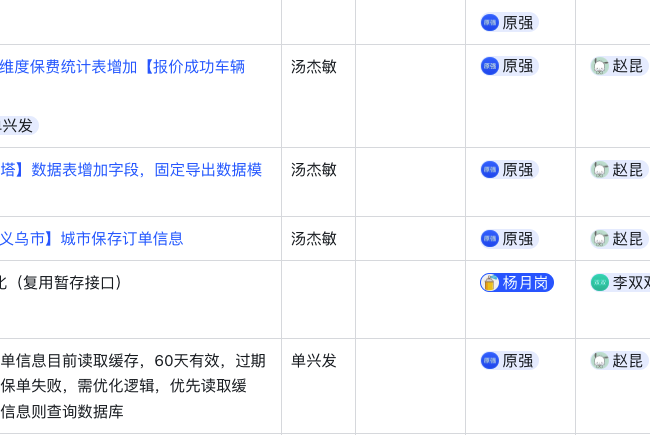 原强
维度保费统计表增加【报价成功车辆 汤杰敏 原强 赵昆
单兴发
塔】数据表增加字段，固定导出数据模 汤杰敏 原强 赵昆
义乌市】城市保存订单信息 汤杰敏 原强 赵昆
化（复用暂存接口） 杨月岗 李双双
单信息目前读取缓存，60天有效，过期 单兴发 原强 赵昆
保单失败，需优化逻辑，优先读取缓
信息则查询数据库